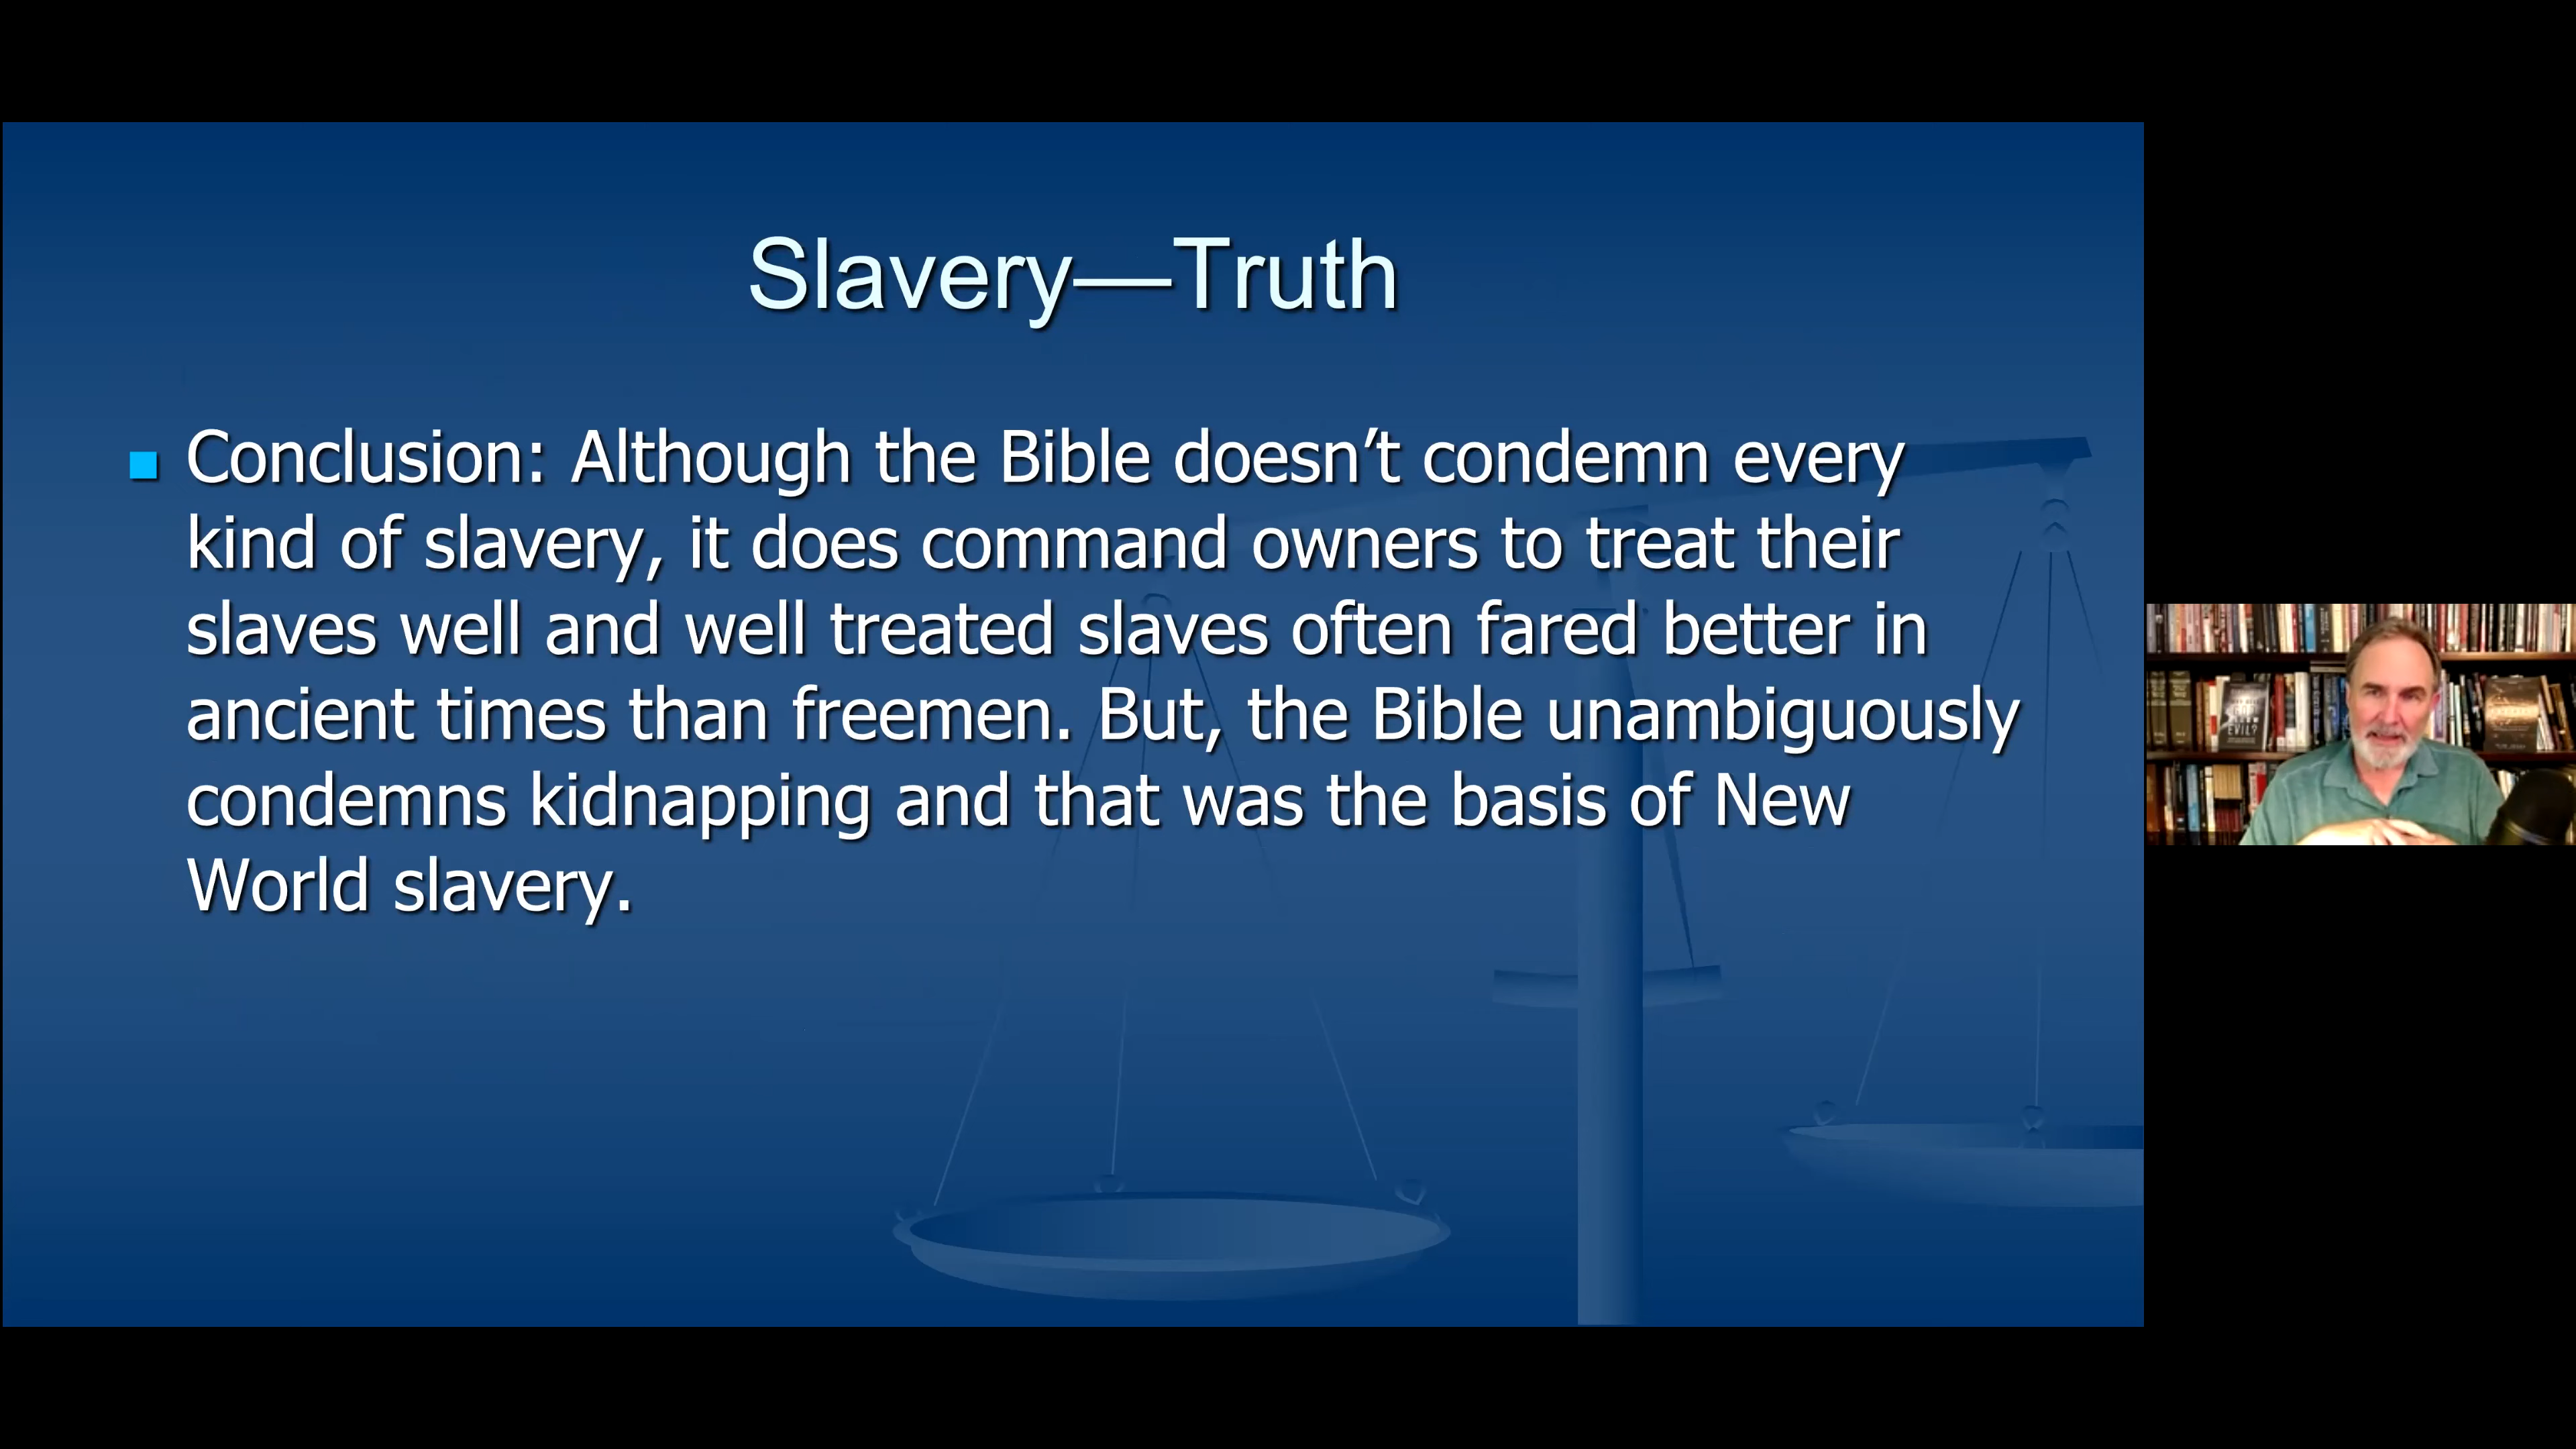 Slavery—Truth
■ Conclusion: Although the Bible doesn’t condemn every
kind of slavery, it does command owners to treat their
slaves well and well treated slaves often fared better in
ancient times than freemen. But, the Bible unambiguously
condemns kidnapping and that was the basis of New
World slavery.
EVIL?